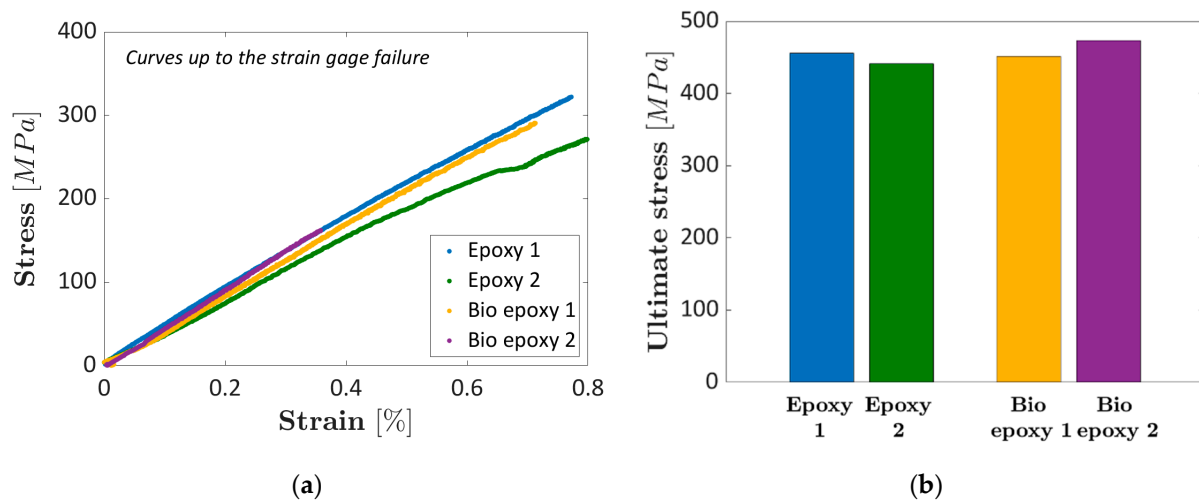 400
300
200
100
0
Stress [MPa]
Curves up to the strain gage failure
Epoxy 1
Epoxy 2
Bio epoxy 1
Bio epoxy 2
0
0.2
0.4
0.6
0.8
Strain [%]
(a)
500
400
450
200
100
0
Ultimate stress [MPa]
Epoxy Epoxy Bio Bio
1 2 epoxy 1 epoxy 2
(b)